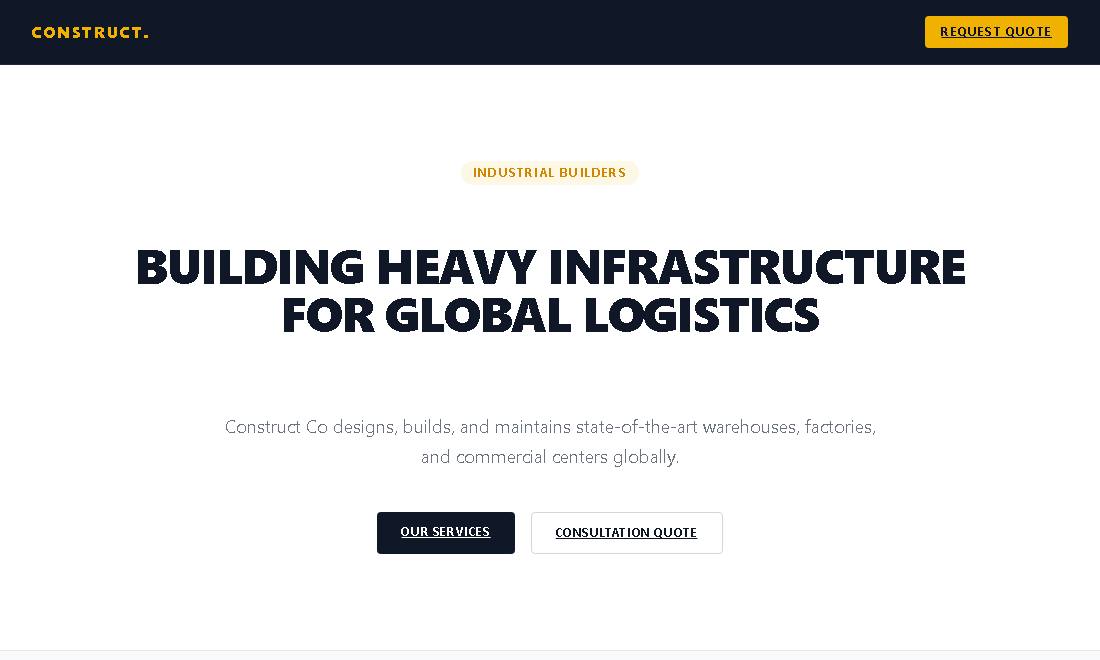 CONSTRUCT.
REQUEST QUOTE
INDUSTRIAL BUILDERS
BUILDING HEAVY INFRASTRUCTURE
FOR GLOBAL LOGISTICS
Construct Co designs, builds, and maintains state-of-the-art warehouses, factories,
and commercial centers globally.
OUR SERVICES
CONSULTATION QUOTE